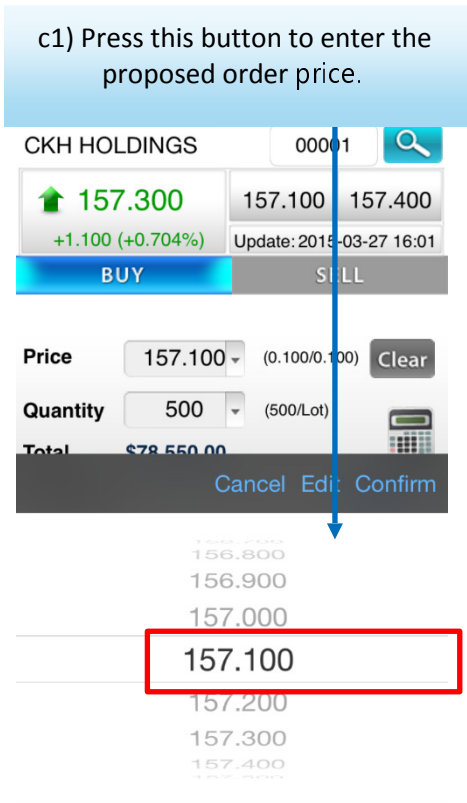 c1) Press this button to enter the
proposed order price.
CKH HOLDINGS 00001
157.300 157.100 157.400
+1.100 (+0.704%) Update: 2015-03-27 16:01
BUY SELL
Price 157.100 (0.100/0.100) Clear
Quantity 500 (500/Lot)
Total $78,550.00
Cancel Edit Confirm
156.800
156.900
157.000
157.100
157.200
157.300
157.400